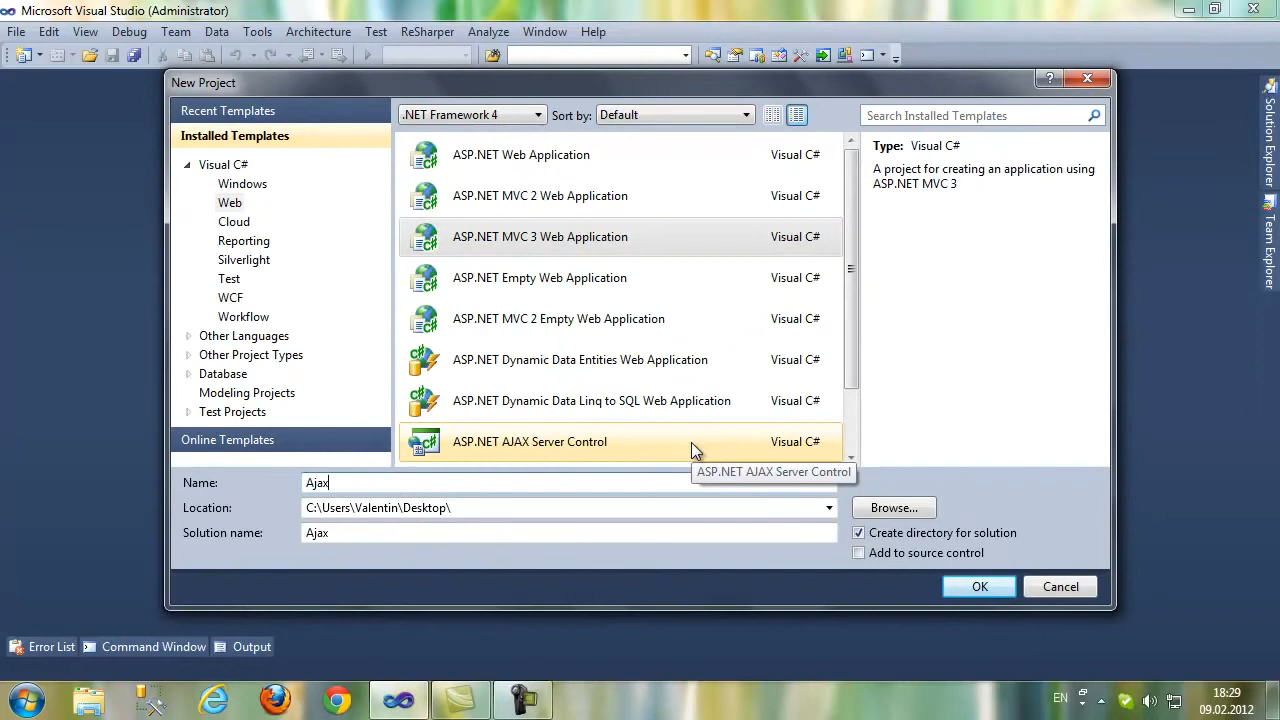 Microsoft Visual Studio (Administrator)
File Edit View Debug Team Data Tools Architecture Test ReSharper Analyze Window Help
New Project
Recent Templates
Installed Templates
Visual C#
Windows
Web
Cloud
Reporting
Silverlight
Test
WCF
Workflow
Other Languages
Other Project Types
Database
Modeling Projects
Test Projects
Online Templates
.NET Framework 4 Sort by: Default
ASP.NET Web Application Visual C#
ASP.NET MVC 2 Web Application Visual C#
ASP.NET MVC 3 Web Application Visual C#
ASP.NET Empty Web Application Visual C#
ASP.NET MVC 2 Empty Web Application Visual C#
ASP.NET Dynamic Data Entities Web Application Visual C#
ASP.NET Dynamic Data Linq to SQL Web Application Visual C#
ASP.NET AJAX Server Control Visual C#
ASP.NET AJAX Server Control
Search Installed Templates
Type: Visual C#
A project for creating an application using
ASP.NET MVC 3
Name: Ajax
Location: C:\Users\Valentin\Desktop\ Browse...
Solution name: Ajax
Create directory for solution
Add to source control
OK Cancel
Solution Explorer
Team Explorer
Error List Command Window Output
EN 18:29
09.02.2012